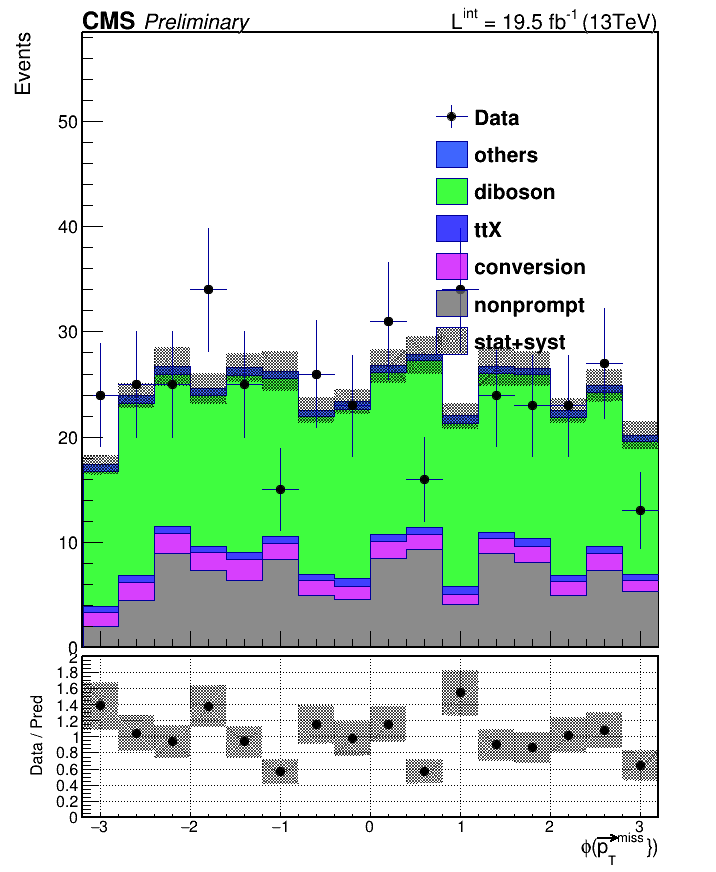 CMS Preliminary L^int = 19.5 fb^-1 (13TeV)
Events
50
40
30
20
10
0
Data
others
diboson
ttX
conversion
nonprompt
stat+syst
Data / Pred
2
1.8
1.6
1.4
1.2
1
0.8
0.6
0.4
0.2
0
−3 −2 −1 0 1 2 3
ϕ(p⃗_T^miss })